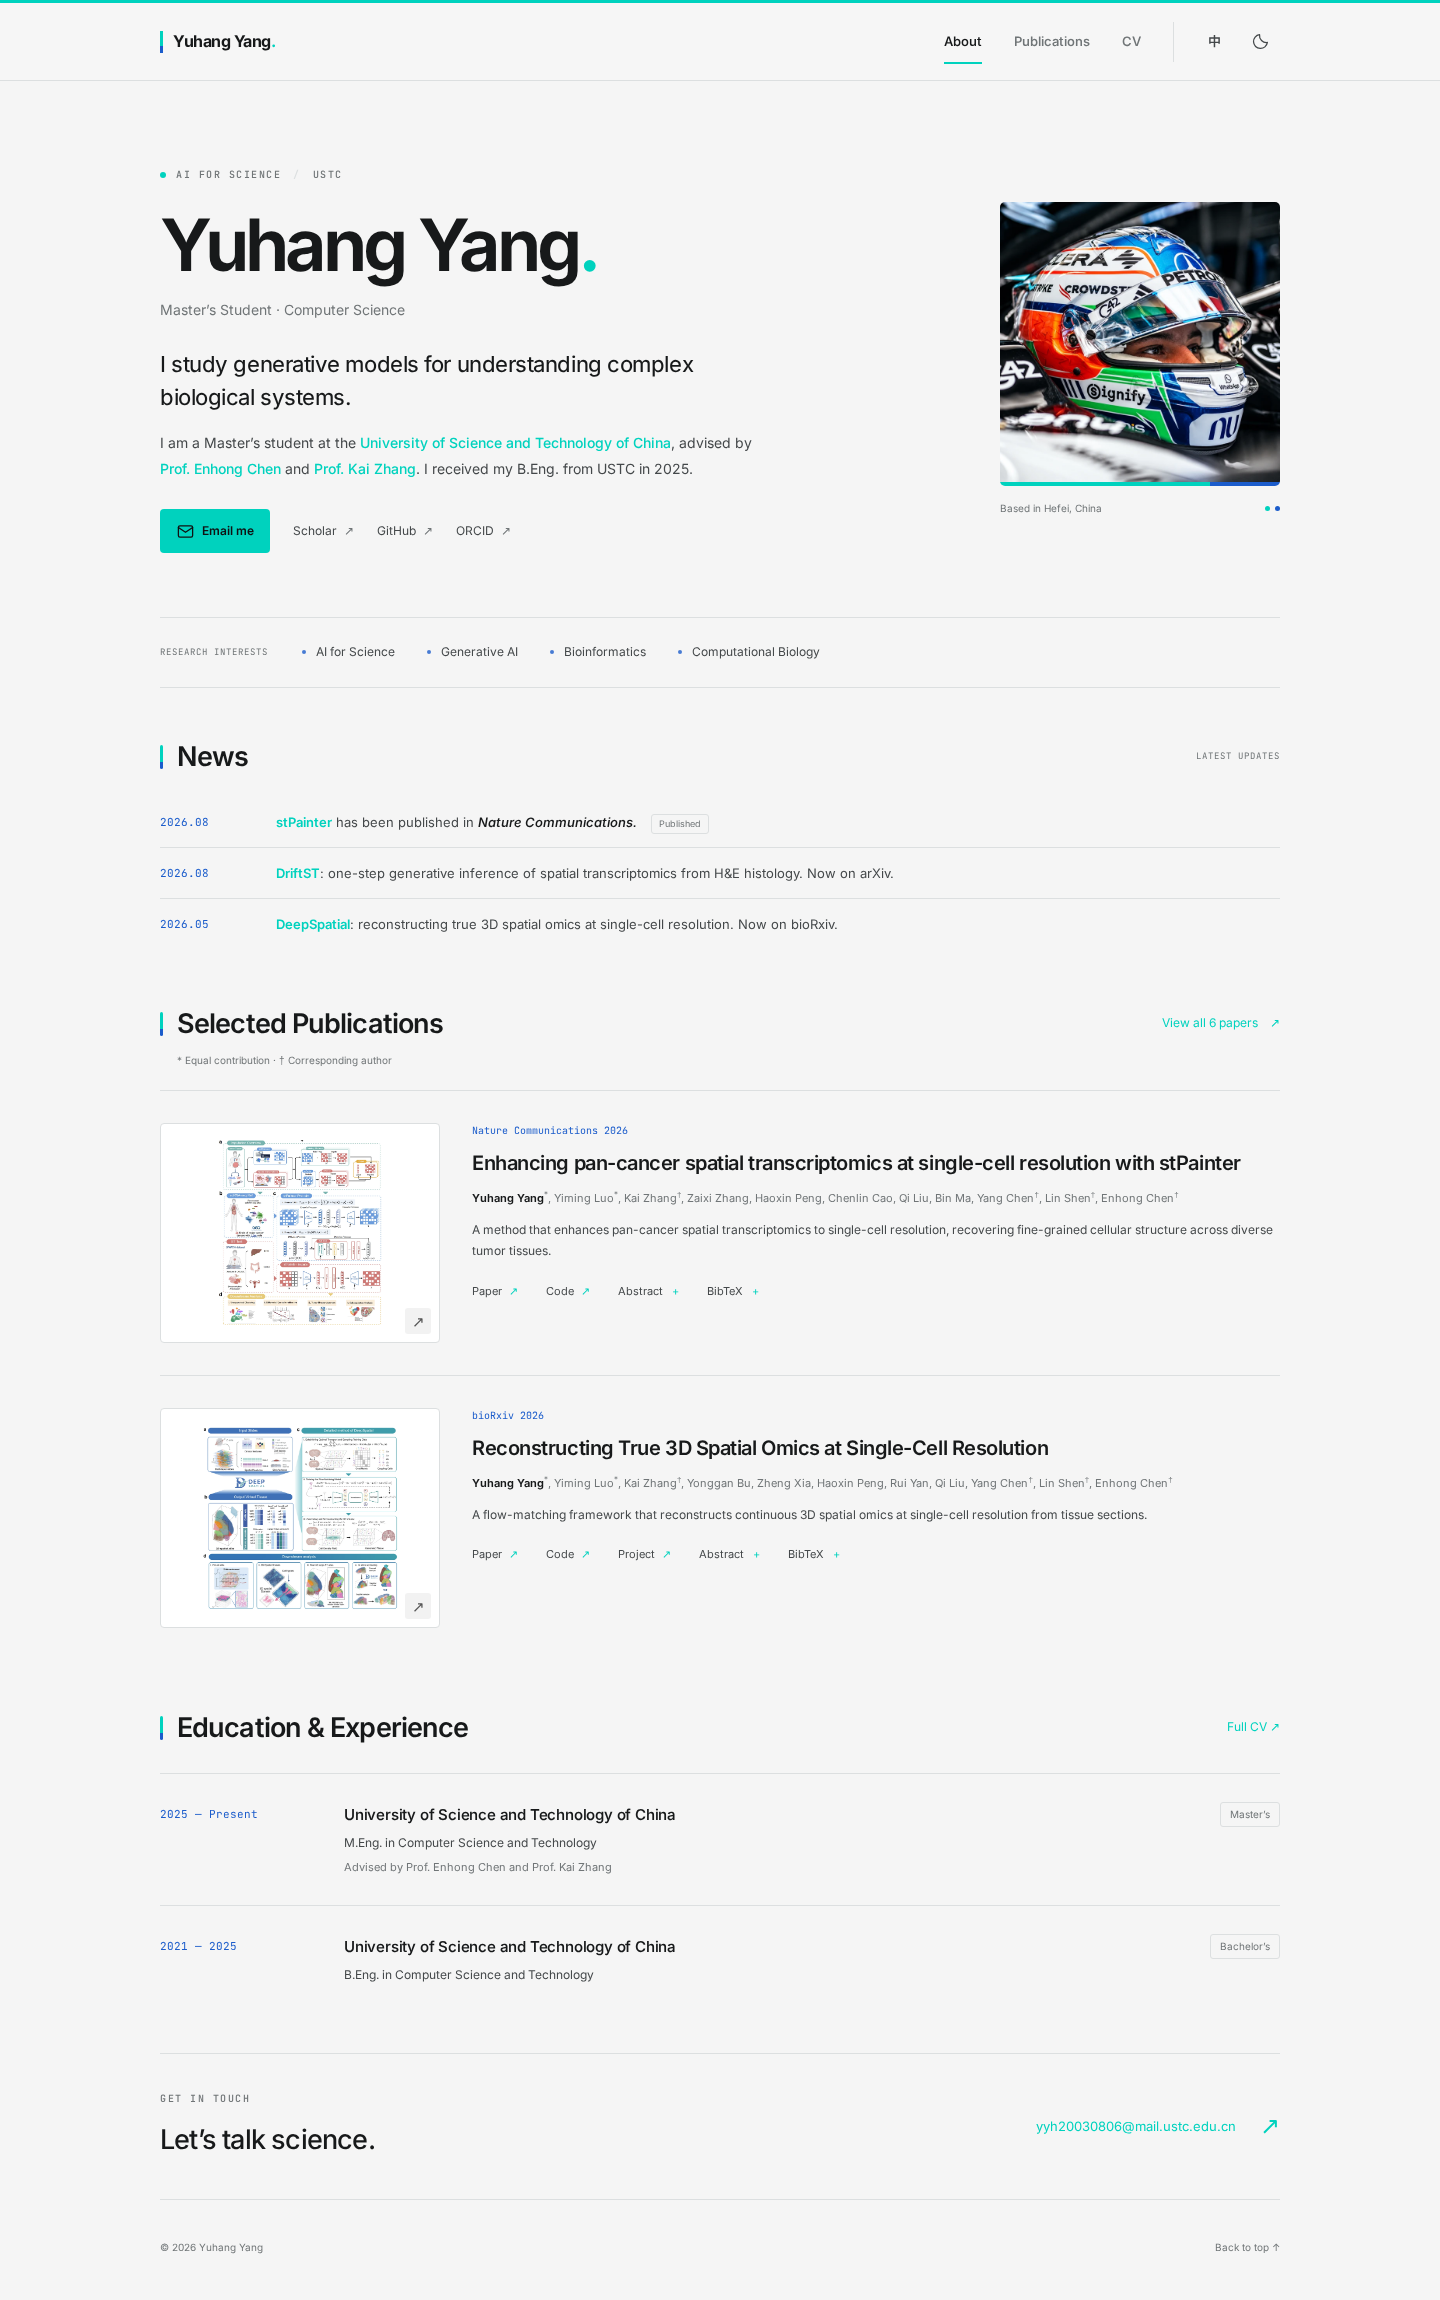 Yuhang Yang.
About
Publications
CV
中
AI FOR SCIENCE / USTC
Yuhang Yang.
Master’s Student · Computer Science
I study generative models for understanding complex
biological systems.
I am a Master’s student at the University of Science and Technology of China, advised by
Prof. Enhong Chen and Prof. Kai Zhang. I received my B.Eng. from USTC in 2025.
Email me
Scholar ↗
GitHub ↗
ORCID ↗
PETRO
CROWDST
Signify
nu
Based in Hefei, China
RESEARCH INTERESTS
AI for Science
Generative AI
Bioinformatics
Computational Biology
News
LATEST UPDATES
2026.08
stPainter has been published in Nature Communications.
Published
2026.08
DriftST: one-step generative inference of spatial transcriptomics from H&E histology. Now on arXiv.
2026.05
DeepSpatial: reconstructing true 3D spatial omics at single-cell resolution. Now on bioRxiv.
Selected Publications
View all 6 papers ↗
* Equal contribution · † Corresponding author
Nature Communications 2026
Enhancing pan-cancer spatial transcriptomics at single-cell resolution with stPainter
Yuhang Yang*, Yiming Luo*, Kai Zhang†, Zaixi Zhang, Haoxin Peng, Chenlin Cao, Qi Liu, Bin Ma, Yang Chen†, Lin Shen†, Enhong Chen†
A method that enhances pan-cancer spatial transcriptomics to single-cell resolution, recovering fine-grained cellular structure across diverse
tumor tissues.
Paper ↗
Code ↗
Abstract +
BibTeX +
↗
bioRxiv 2026
Reconstructing True 3D Spatial Omics at Single-Cell Resolution
Yuhang Yang*, Yiming Luo*, Kai Zhang†, Yonggan Bu, Zheng Xia, Haoxin Peng, Rui Yan, Qi Liu, Yang Chen†, Lin Shen†, Enhong Chen†
A flow-matching framework that reconstructs continuous 3D spatial omics at single-cell resolution from tissue sections.
Paper ↗
Code ↗
Project ↗
Abstract +
BibTeX +
DEEP
↗
Education & Experience
Full CV ↗
2025 — Present
University of Science and Technology of China
Master’s
M.Eng. in Computer Science and Technology
Advised by Prof. Enhong Chen and Prof. Kai Zhang
2021 — 2025
University of Science and Technology of China
Bachelor’s
B.Eng. in Computer Science and Technology
GET IN TOUCH
Let’s talk science.
yyh20030806@mail.ustc.edu.cn ↗
© 2026 Yuhang Yang
Back to top ↑